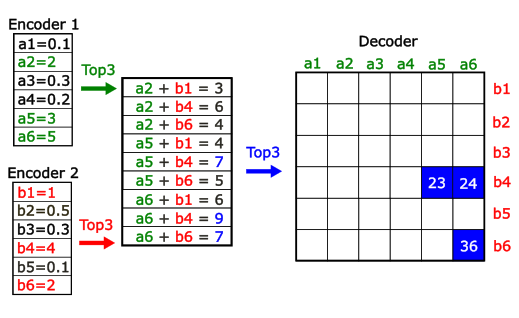 Encoder 1
a1=0.1
a2=2
a3=0.3
a4=0.2
a5=3
a6=5
Top3
Encoder 2
b1=1
b2=0.5
b3=0.3
b4=4
b5=0.1
b6=2
Top3
a2 + b1 = 3
a2 + b4 = 6
a2 + b6 = 4
a5 + b1 = 4
a5 + b4 = 7
a5 + b6 = 5
a6 + b1 = 6
a6 + b4 = 9
a6 + b6 = 7
Top3
Decoder
a1 a2 a3 a4 a5 a6
b1
b2
b3
23 24 b4
b5
36 b6